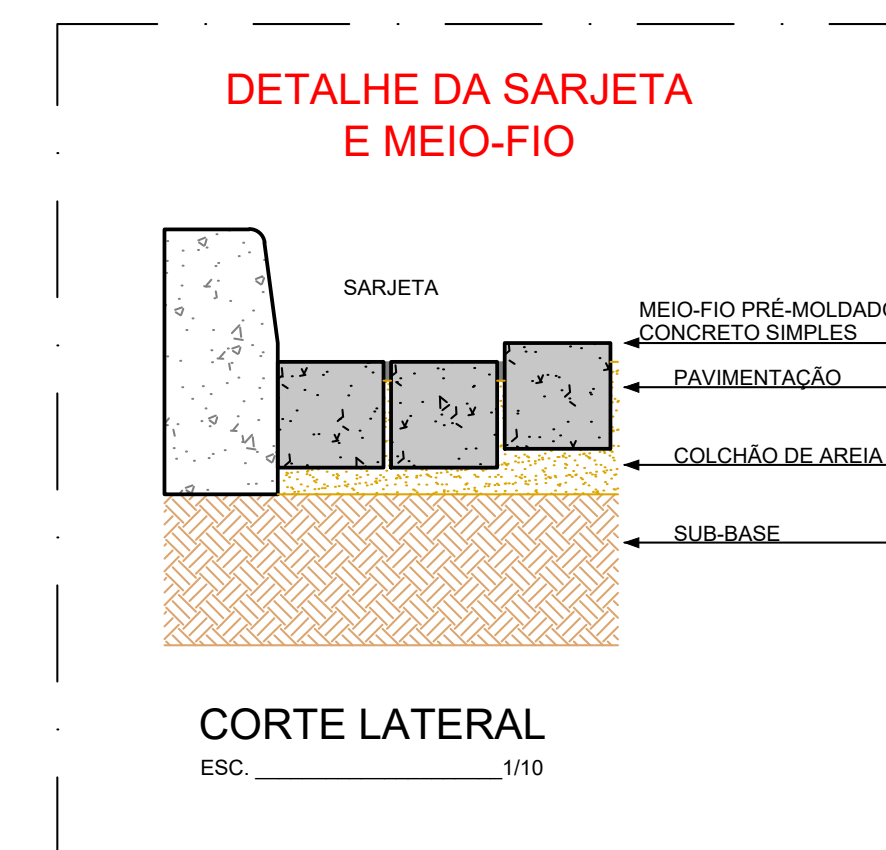 DETALHE DA SARJETA
E MEIO-FIO
SARJETA
MEIO-FIO PRÉ-MOLDADO
CONCRETO SIMPLES
PAVIMENTAÇÃO
COLCHÃO DE AREIA
SUB-BASE
CORTE LATERAL
ESC. ______________________1/10